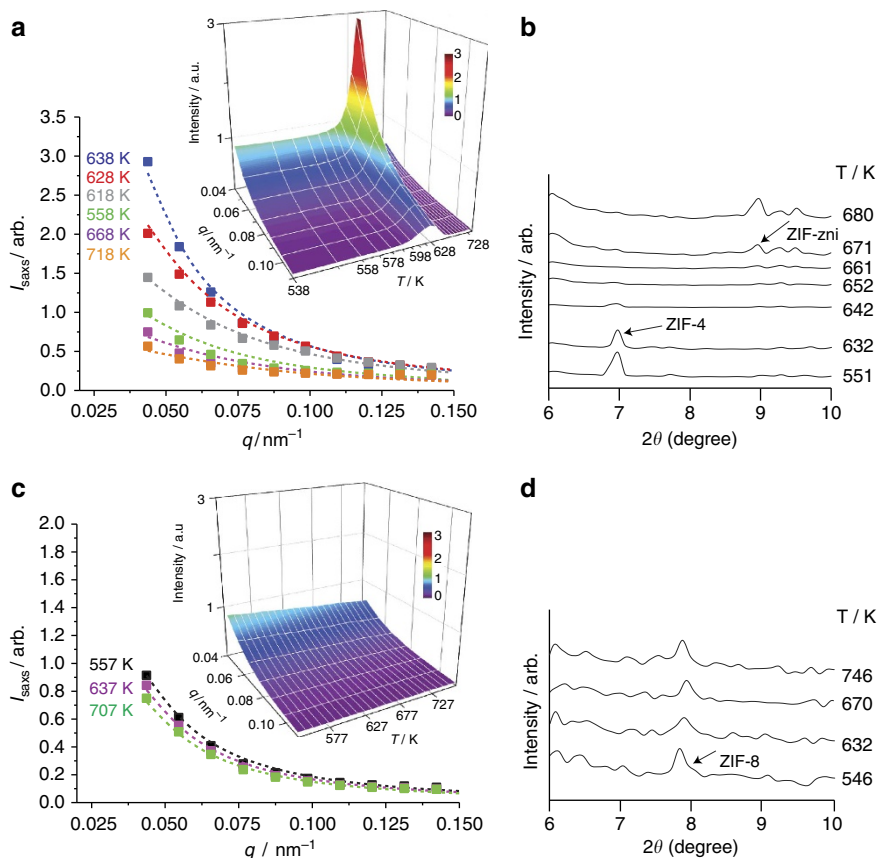 a
3
Intensity / a.u.
1
0.04
0.06
0.08
0.10
q/nm⁻¹
538
558
578
598
628
728
T / K
3
2
1
0
3.5
3.0
2.5
2.0
1.5
1.0
0.5
0.0
I_saxs / arb.
638 K
628 K
618 K
558 K
668 K
718 K
0.025 0.050 0.075 0.100 0.125 0.150
q/nm⁻¹
b
T / K
680
ZIF-zni
671
661
652
642
ZIF-4
632
551
Intensity / arb.
6 7 8 9 10
2θ (degree)
c
3
Intensity / a.u
1
0.04
0.06
0.08
0.10
q/nm⁻¹
577
627
677
727
T / K
3
2
1
0
2.0
1.8
1.6
1.4
1.2
1.0
0.8
0.6
0.4
0.2
0.0
I_saxs / arb.
557 K
637 K
707 K
0.025 0.050 0.075 0.100 0.125 0.150
q / nm⁻¹
d
T / K
746
670
632
ZIF-8
546
Intensity / arb.
6 7 8 9 10
2θ (degree)